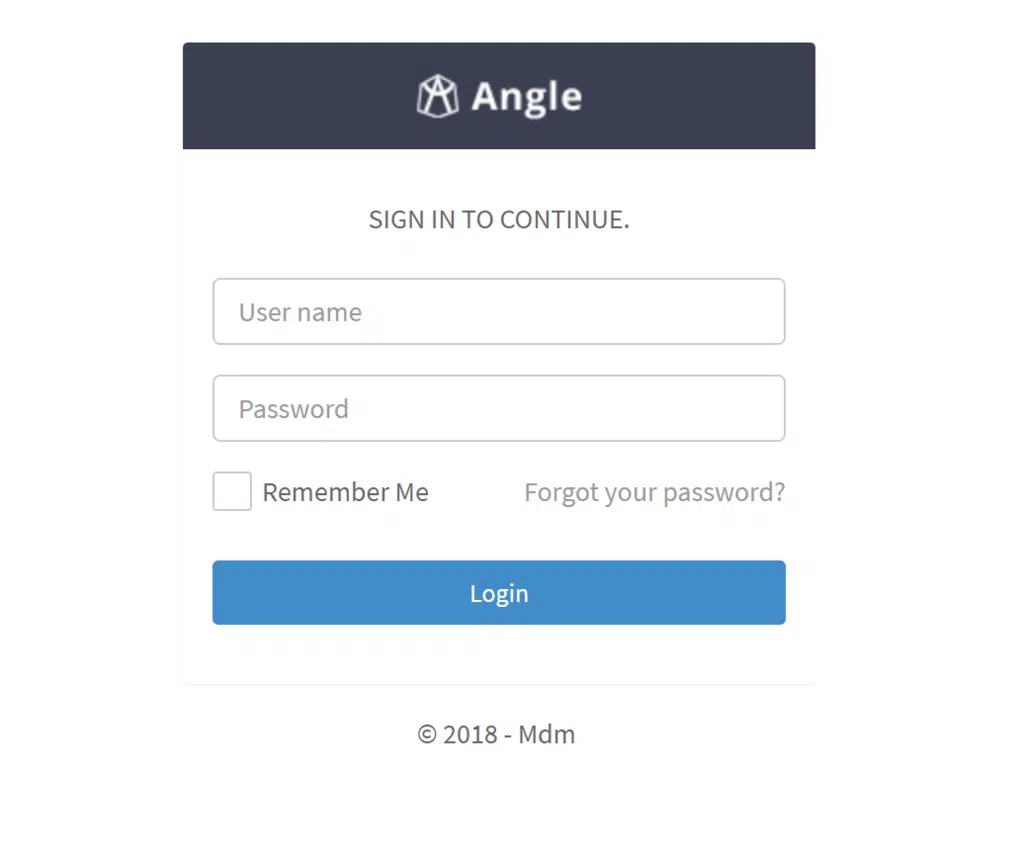 Angle
SIGN IN TO CONTINUE.
User name
Password
Remember Me Forgot your password?
Login
© 2018 - Mdm